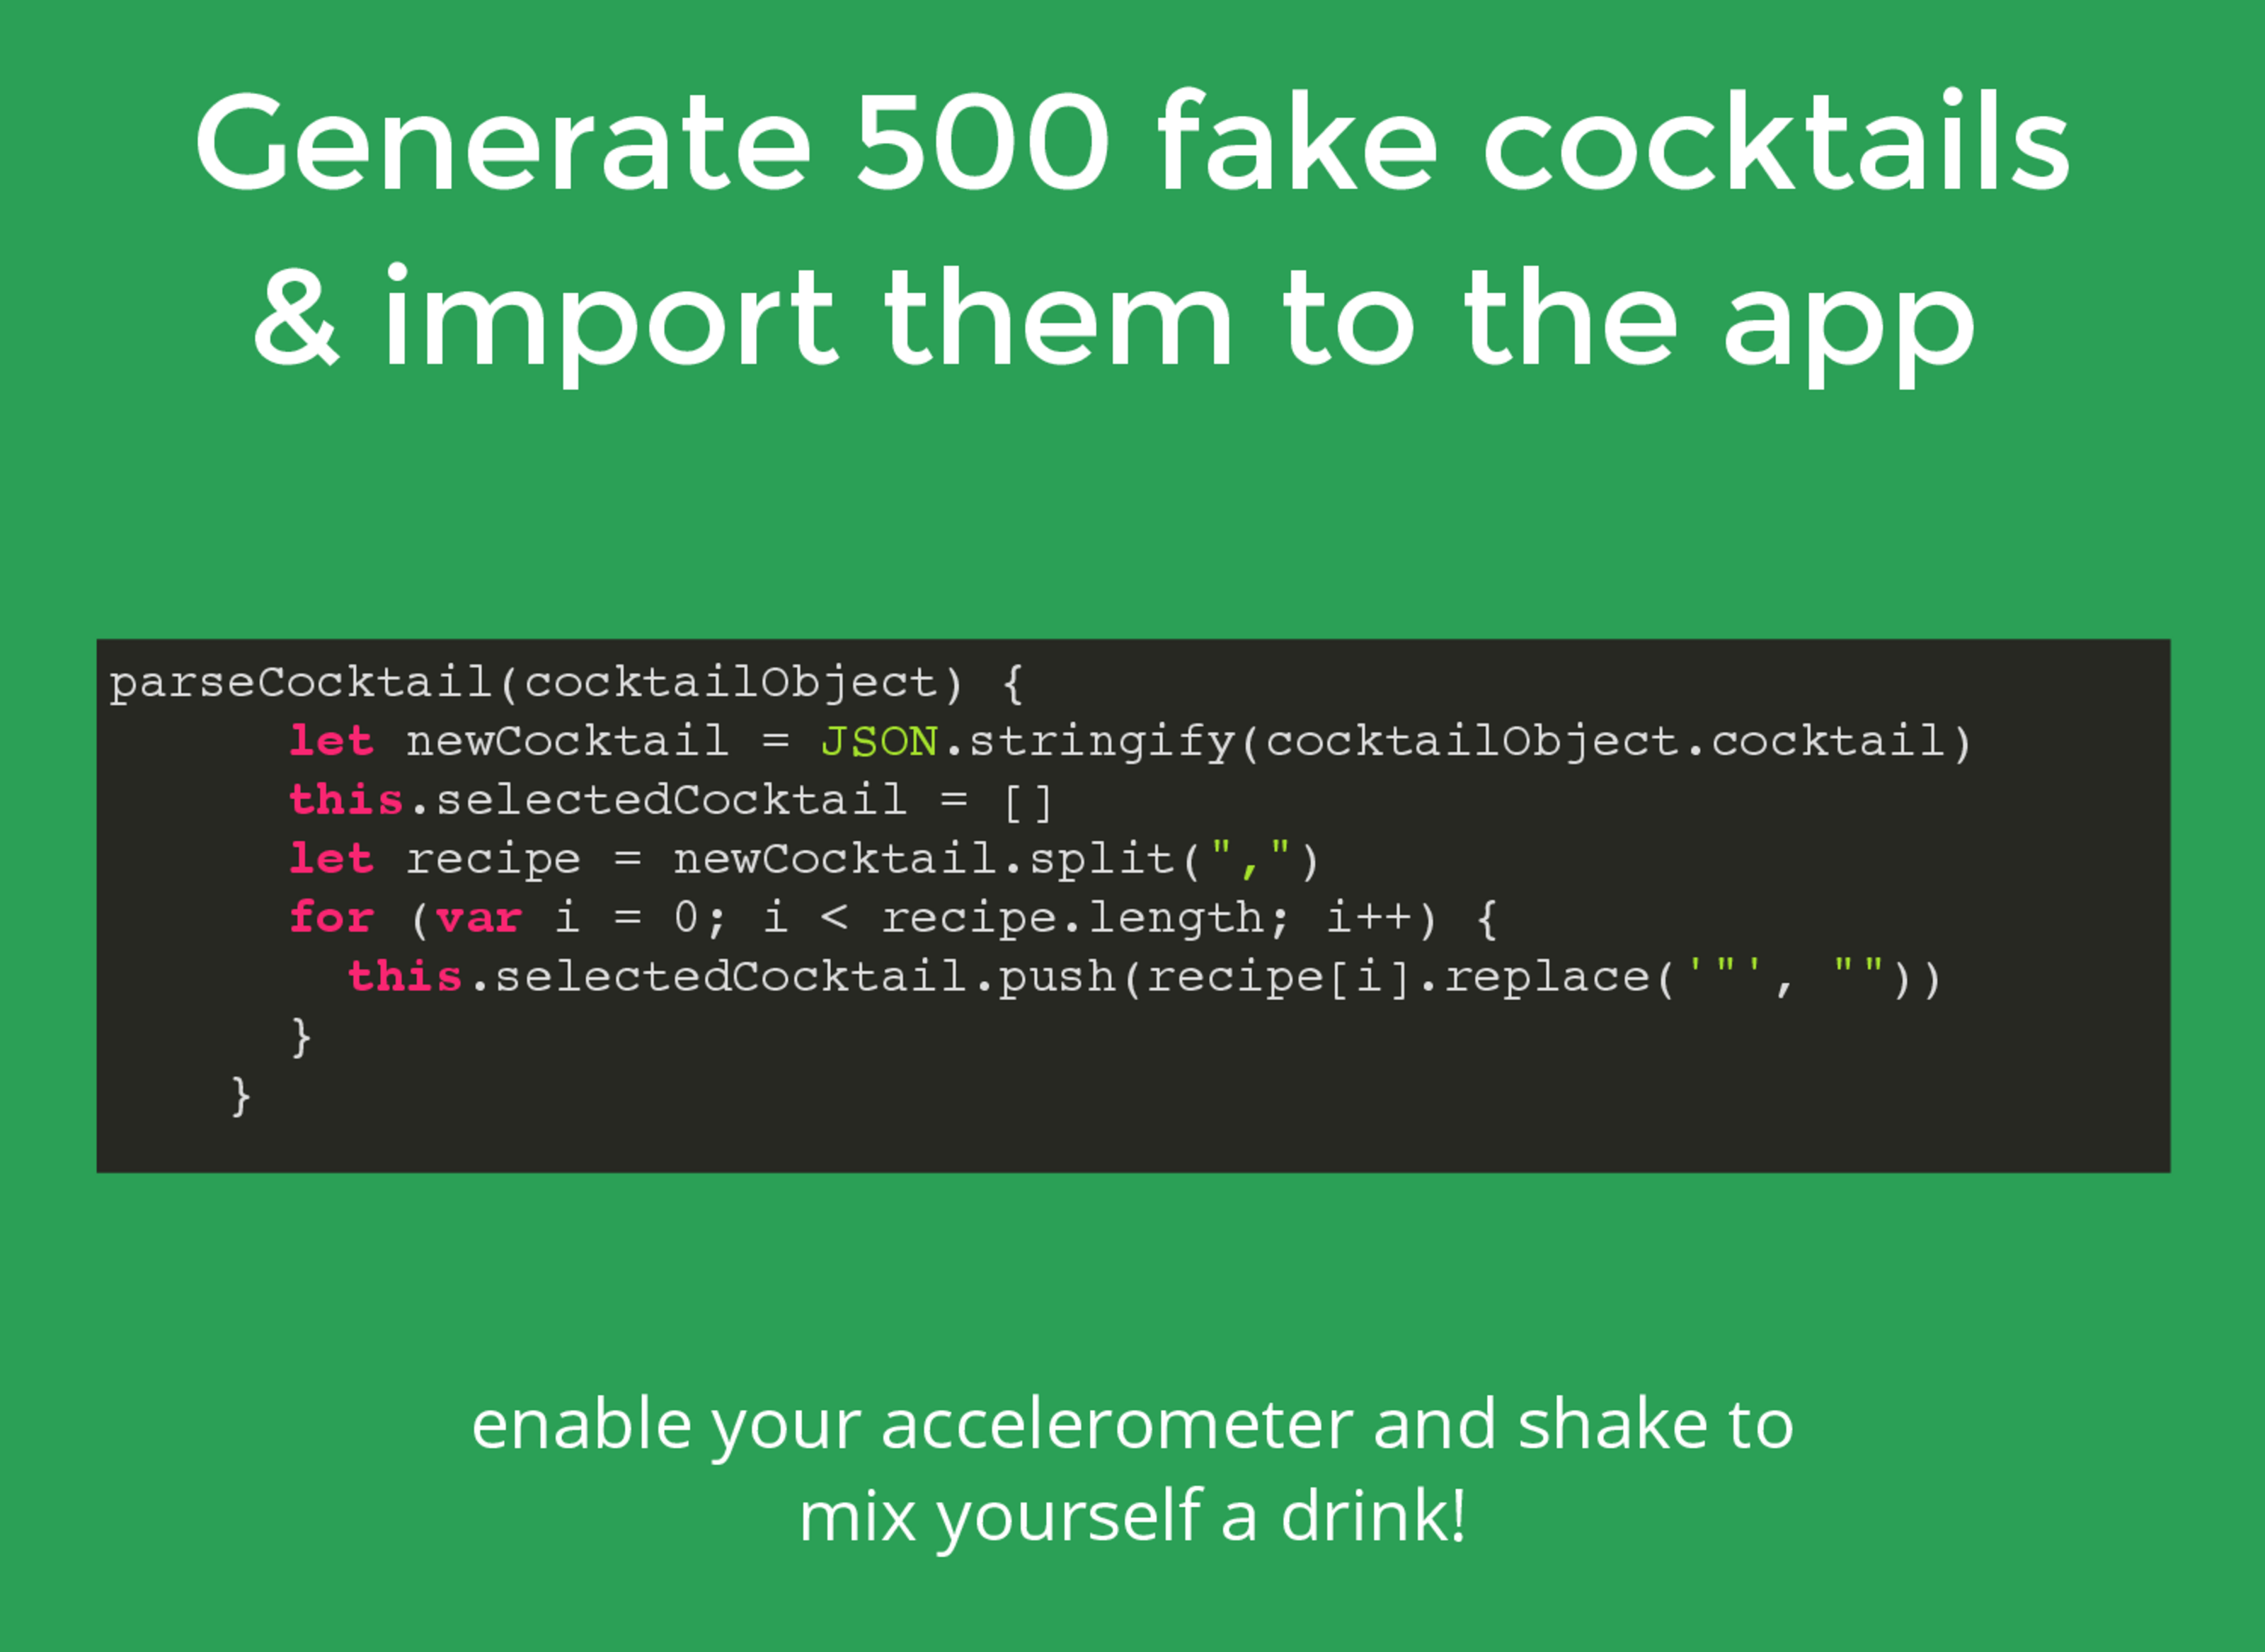 Generate 500 fake cocktails
& import them to the app
parseCocktail(cocktailObject) {
let newCocktail = JSON.stringify(cocktailObject.cocktail)
this.selectedCocktail = []
let recipe = newCocktail.split(",")
for (var i = 0; i < recipe.length; i++) {
this.selectedCocktail.push(recipe[i].replace('"', ""))
}
}
enable your accelerometer and shake to
mix yourself a drink!